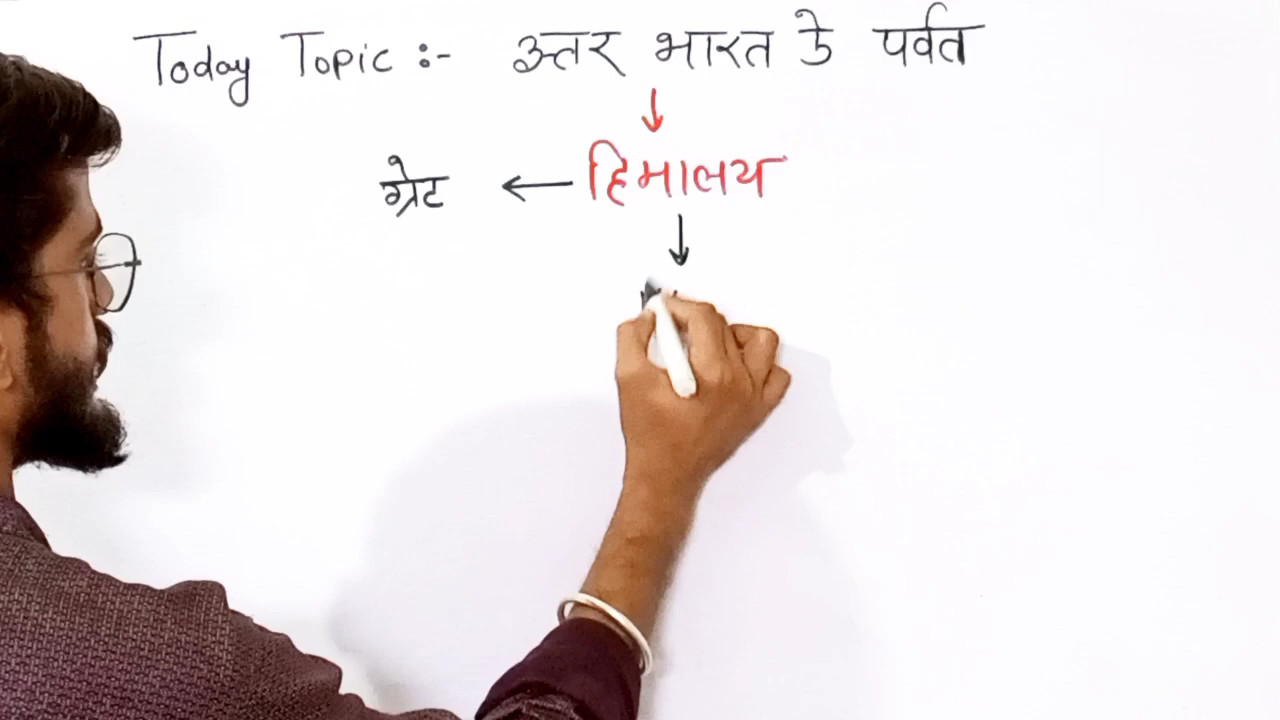 Today Topic :- उत्तर भारत के पर्वत
ग्रेट ← हिमालय